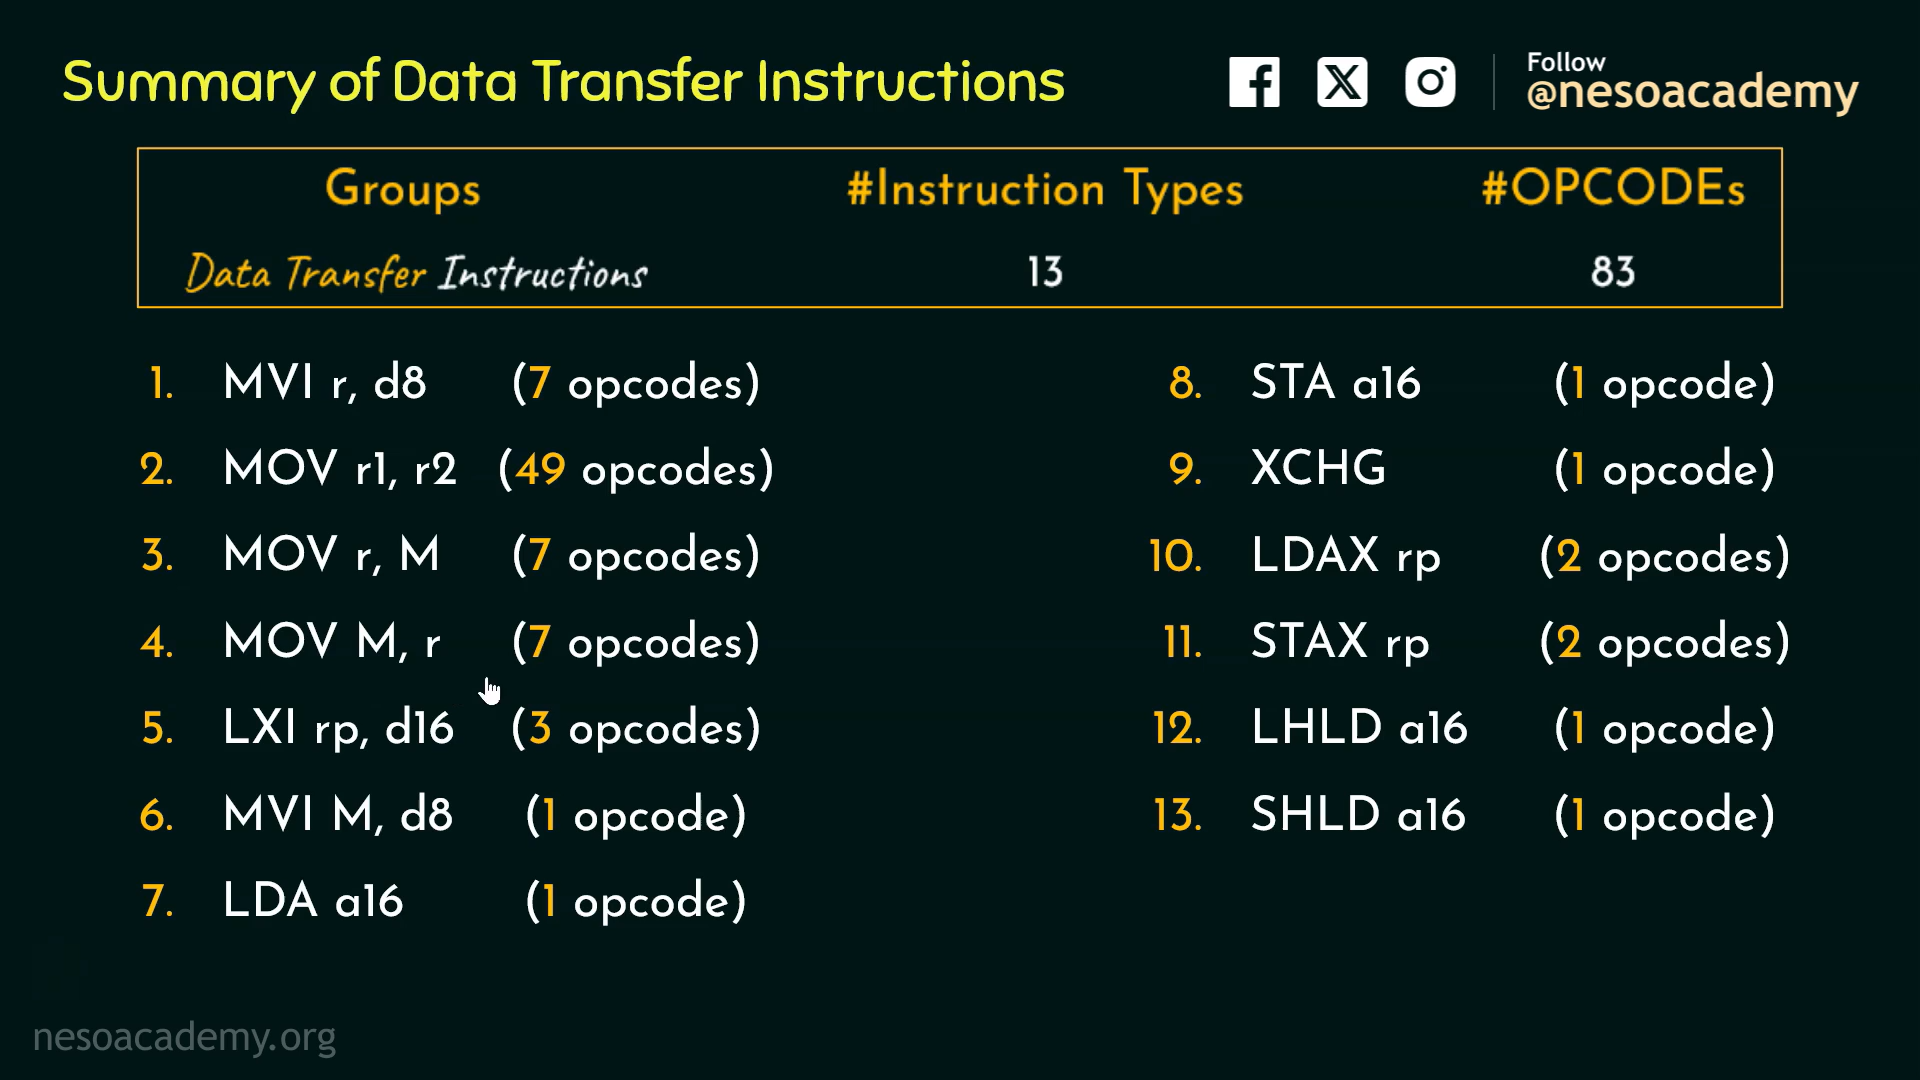 Summary of Data Transfer Instructions
Follow
@nesoacademy
Groups #Instruction Types #OPCODEs
Data Transfer Instructions 13 83
1. MVI r, d8 (7 opcodes)
2. MOV r1, r2 (49 opcodes)
3. MOV r, M (7 opcodes)
4. MOV M, r (7 opcodes)
5. LXI rp, d16 (3 opcodes)
6. MVI M, d8 (1 opcode)
7. LDA a16 (1 opcode)
8. STA a16 (1 opcode)
9. XCHG (1 opcode)
10. LDAX rp (2 opcodes)
11. STAX rp (2 opcodes)
12. LHLD a16 (1 opcode)
13. SHLD a16 (1 opcode)
nesoacademy.org